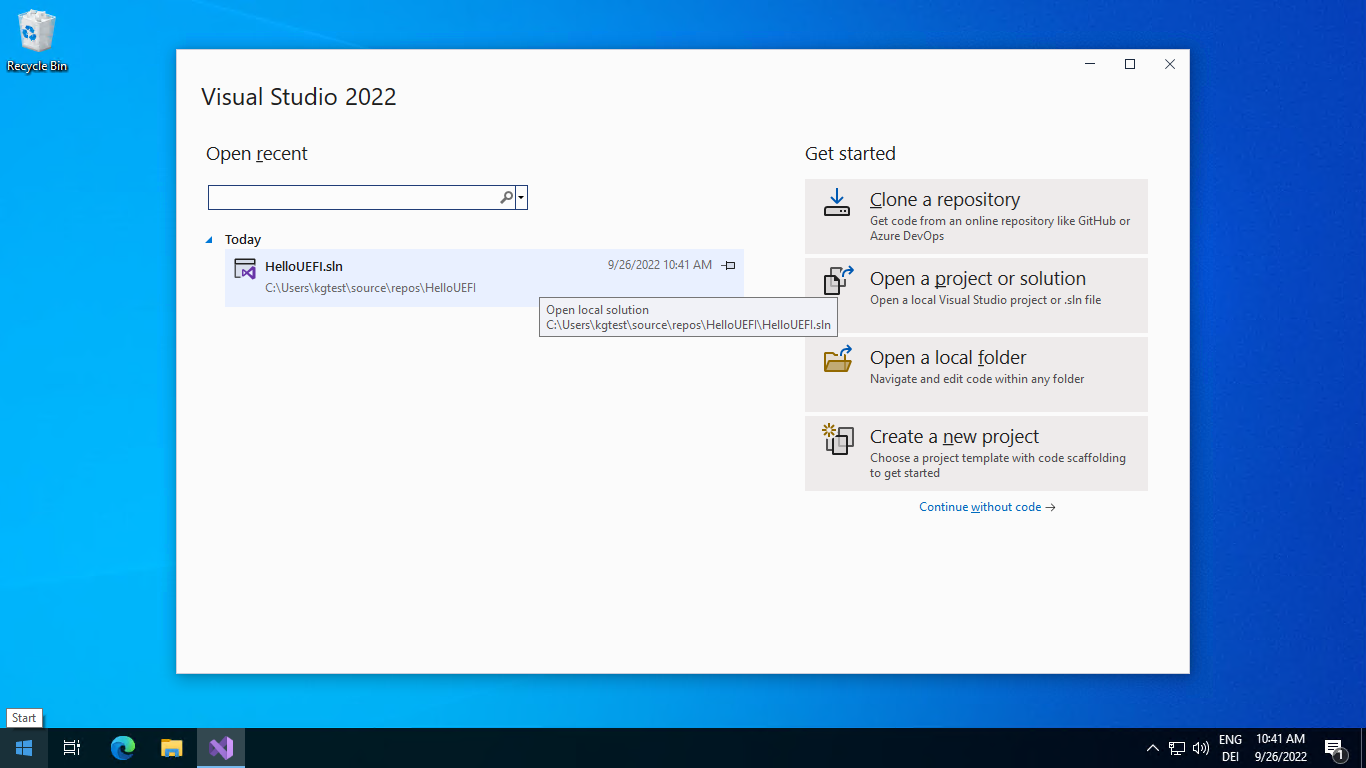 Recycle Bin
Visual Studio 2022
Open recent
Today
HelloUEFI.sln
9/26/2022 10:41 AM
C:\Users\kgtest\source\repos\HelloUEFI
Open local solution
C:\Users\kgtest\source\repos\HelloUEFI\HelloUEFI.sln
Get started
Clone a repository
Get code from an online repository like GitHub or
Azure DevOps
Open a project or solution
Open a local Visual Studio project or .sln file
Open a local folder
Navigate and edit code within any folder
Create a new project
Choose a project template with code scaffolding
to get started
Continue without code →
Start
ENG
DEI
10:41 AM
9/26/2022
1